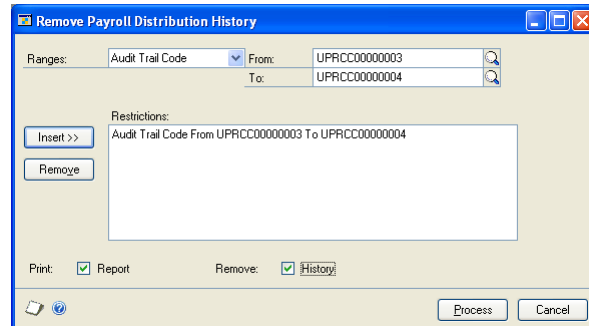 Remove Payroll Distribution History
Ranges: Audit Trail Code From: UPRCC00000003
To: UPRCC00000004
Restrictions:
Insert >> Audit Trail Code From UPRCC00000003 To UPRCC00000004
Remove
Print: Report Remove: History
Process Cancel